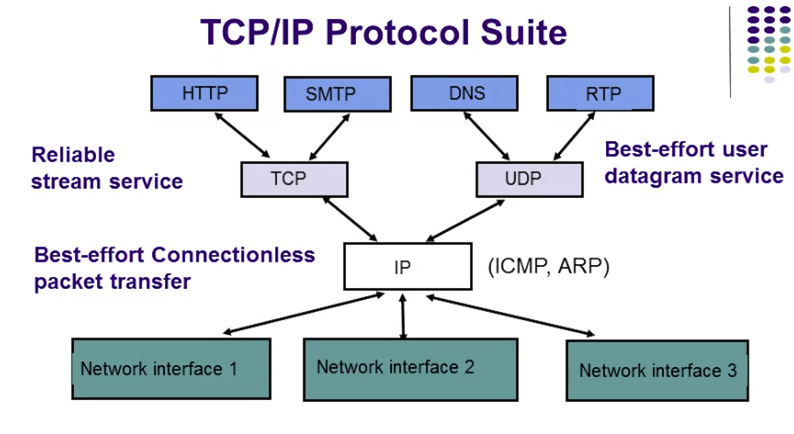 TCP/IP Protocol Suite
HTTP
SMTP
DNS
RTP
Reliable
stream service
TCP
UDP
Best-effort user
datagram service
Best-effort Connectionless
packet transfer
IP
(ICMP, ARP)
Network interface 1
Network interface 2
Network interface 3